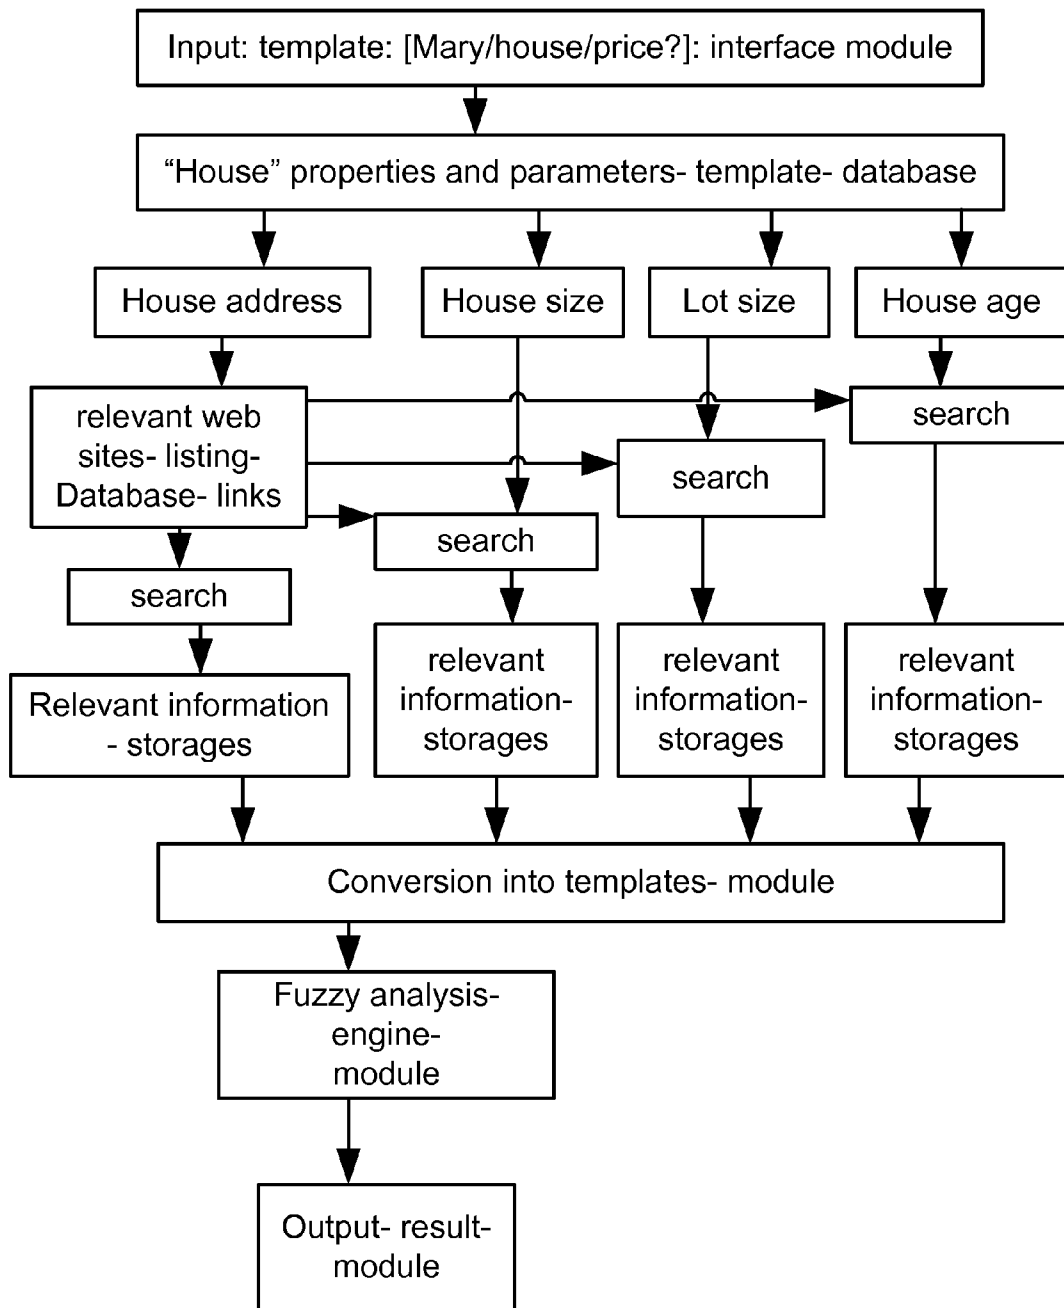 Input: template: [Mary/house/price?]: interface module
“House” properties and parameters- template- database
House address
House size
Lot size
House age
relevant web
sites- listing-
Database- links
search
search
search
search
Relevant information
- storages
relevant
information-
storages
relevant
information-
storages
relevant
information-
storages
Conversion into templates- module
Fuzzy analysis-
engine-
module
Output- result-
module